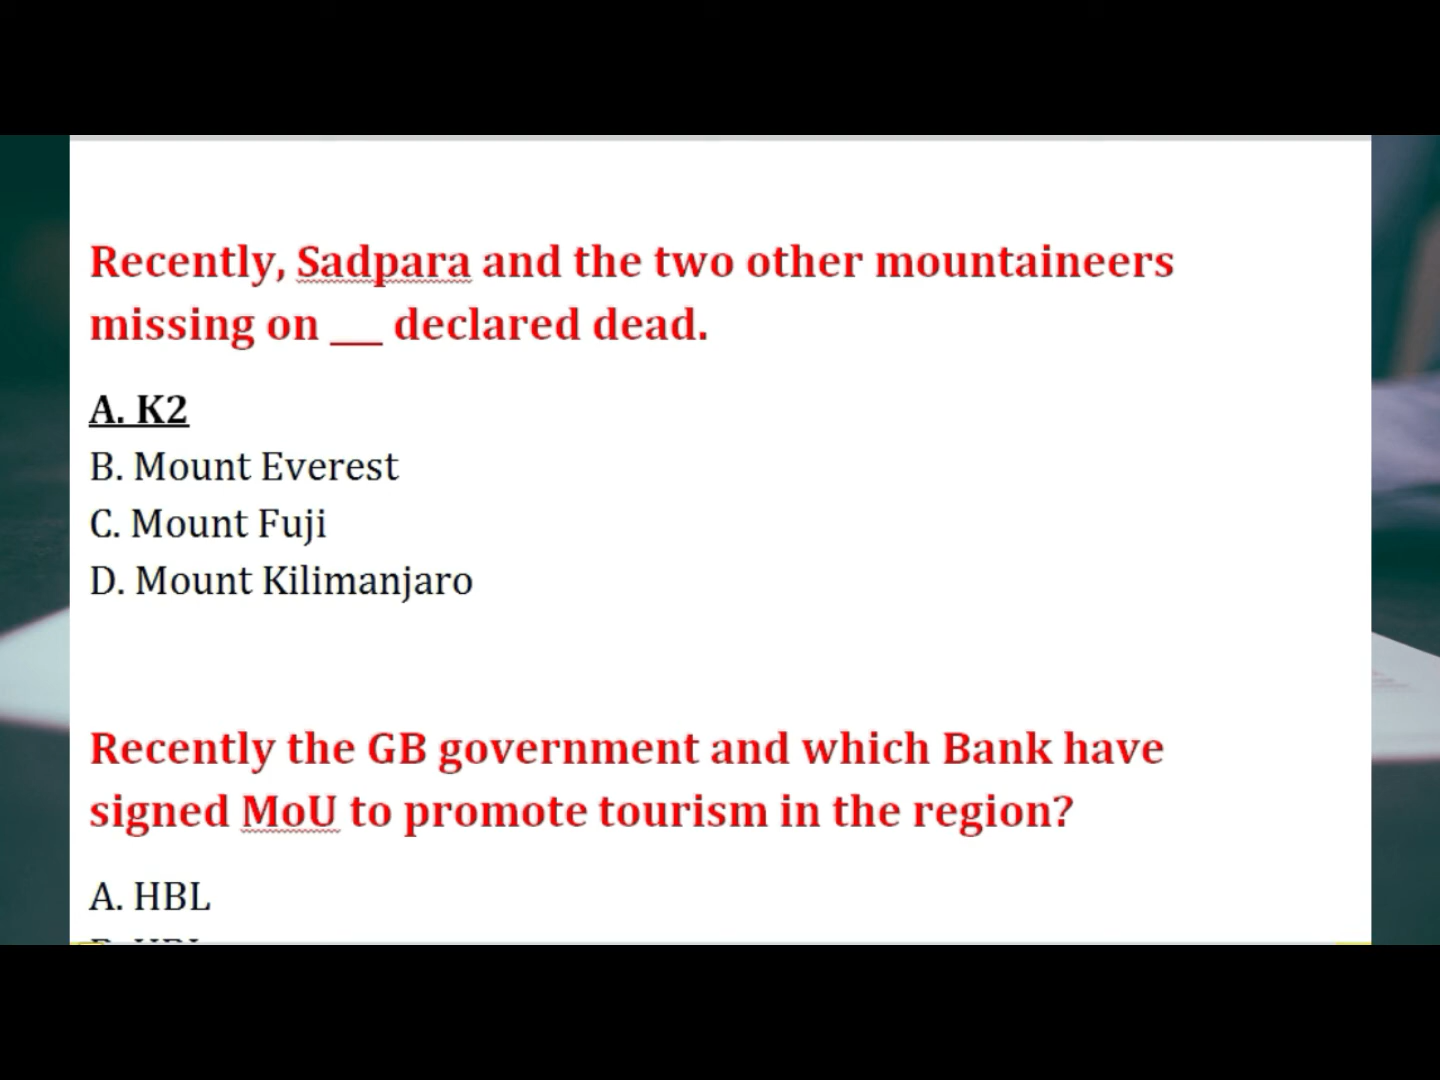 Recently, Sadpara and the two other mountaineers
missing on ___ declared dead.
A. K2
B. Mount Everest
C. Mount Fuji
D. Mount Kilimanjaro
Recently the GB government and which Bank have
signed MoU to promote tourism in the region?
A. HBL